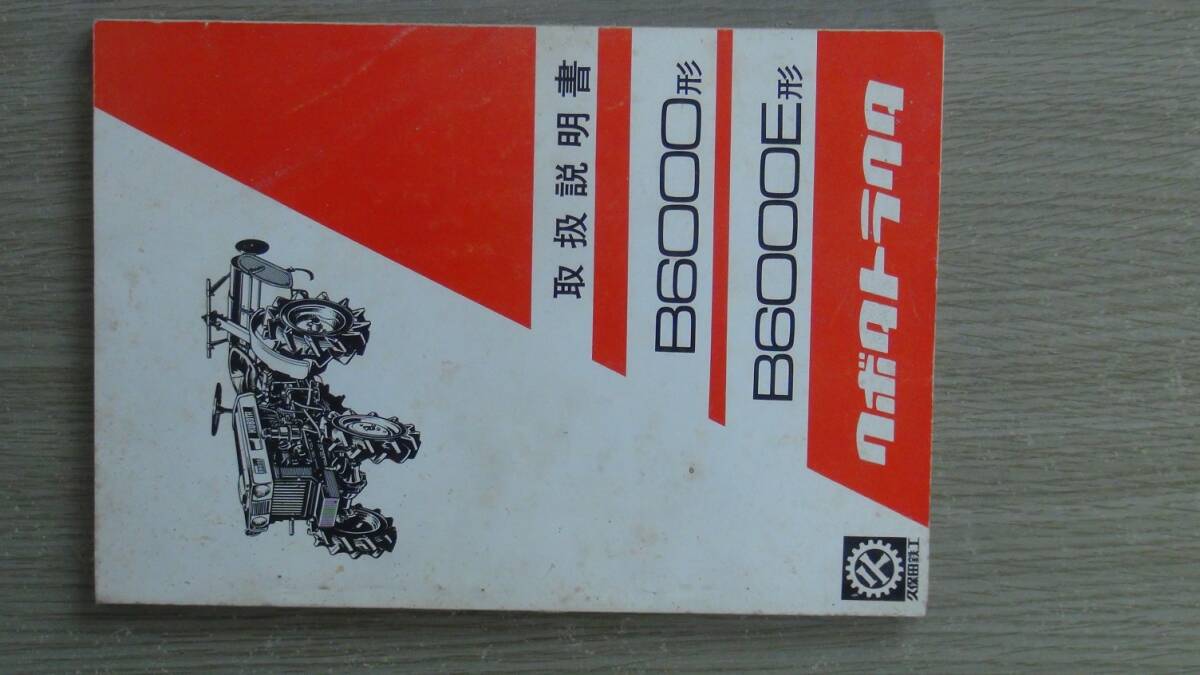 クボタトラクタ
B6000E形
B6000形
取扱説明書
久保田鉄工